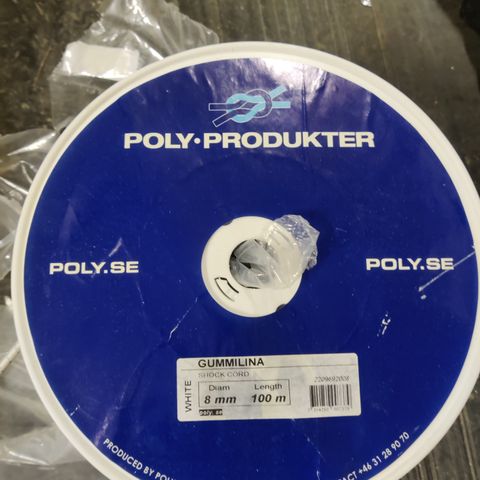 POLY•PRODUKTER
POLY.SE
POLY.SE
GUMMILINA
SHOCK CORD
WHITE
Diam Length
8 mm 100 m
2209692008
poly.se
PRODUCED BY
+46 31 28 90 70